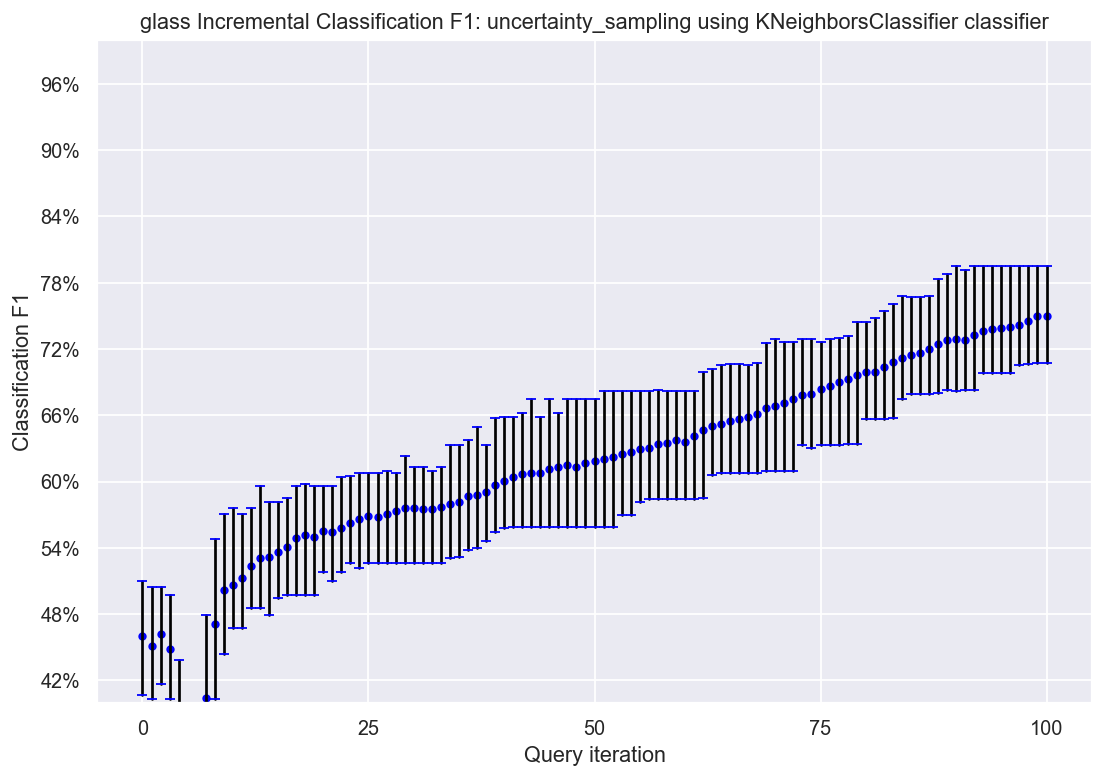 glass Incremental Classification F1: uncertainty_sampling using KNeighborsClassifier classifier
96%
90%
84%
78%
72%
66%
60%
54%
48%
42%
Classification F1
0 25 50 75 100
Query iteration